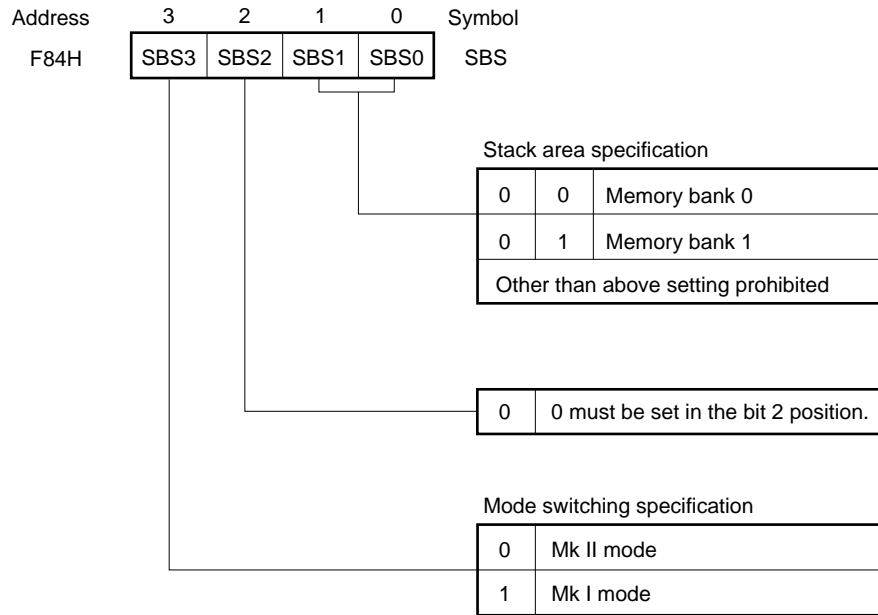 Address 3 2 1 0 Symbol
F84H SBS3 SBS2 SBS1 SBS0 SBS
Stack area specification
0 0 Memory bank 0
0 1 Memory bank 1
Other than above setting prohibited
0 0 must be set in the bit 2 position.
Mode switching specification
0 Mk II mode
1 Mk I mode